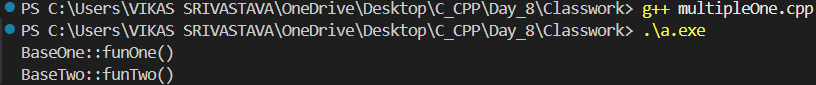 PS C:\Users\VIKAS SRIVASTAVA\OneDrive\Desktop\C_CPP\Day_8\Classwork> g++ multipleOne.cpp
PS C:\Users\VIKAS SRIVASTAVA\OneDrive\Desktop\C_CPP\Day_8\Classwork> .\a.exe
BaseOne::funOne()
BaseTwo::funTwo()